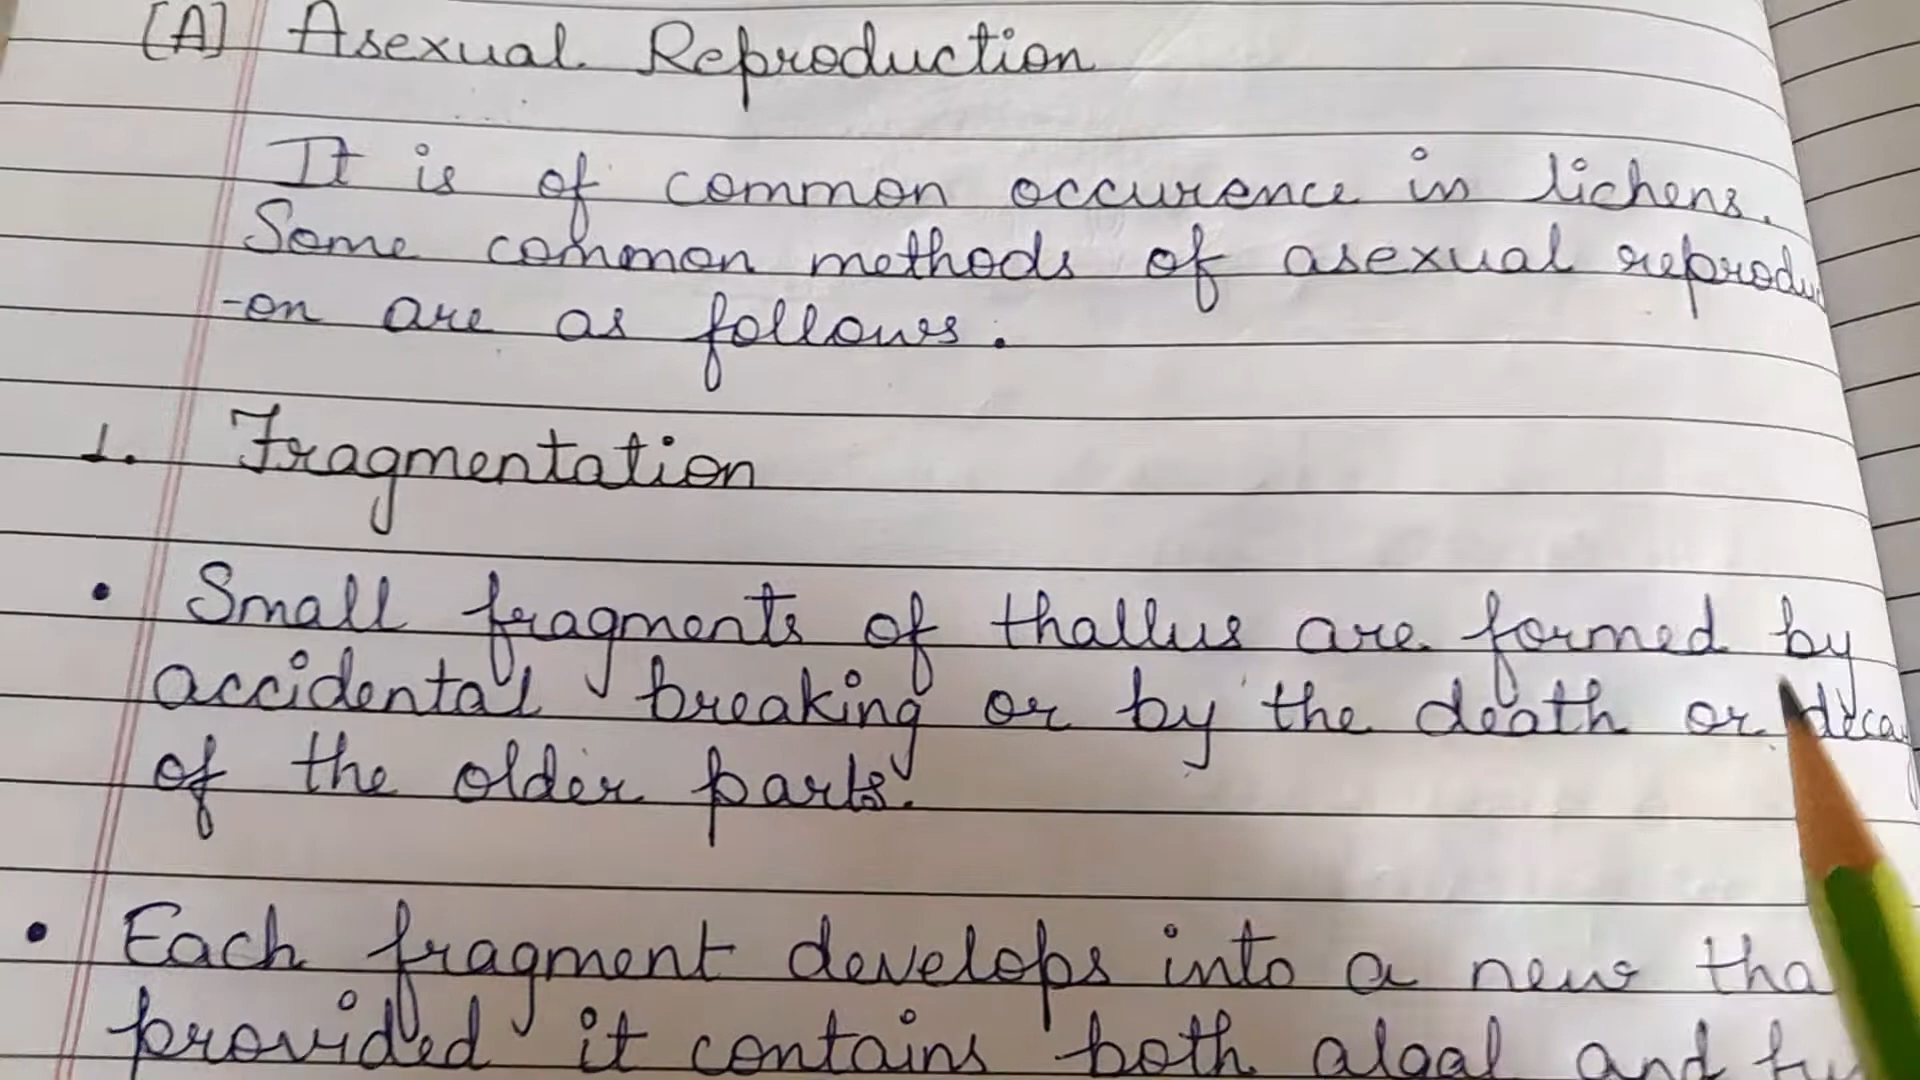 [A] Asexual Reproduction
It is of common occurence in lichens.
Some common methods of asexual reprodu
-on are as follows.
1. Fragmentation
• Small fragments of thallus are formed by
accidental breaking or by the death or decay
of the older parts.
• Each fragment develops into a new tha
provided it contains both algal and fu